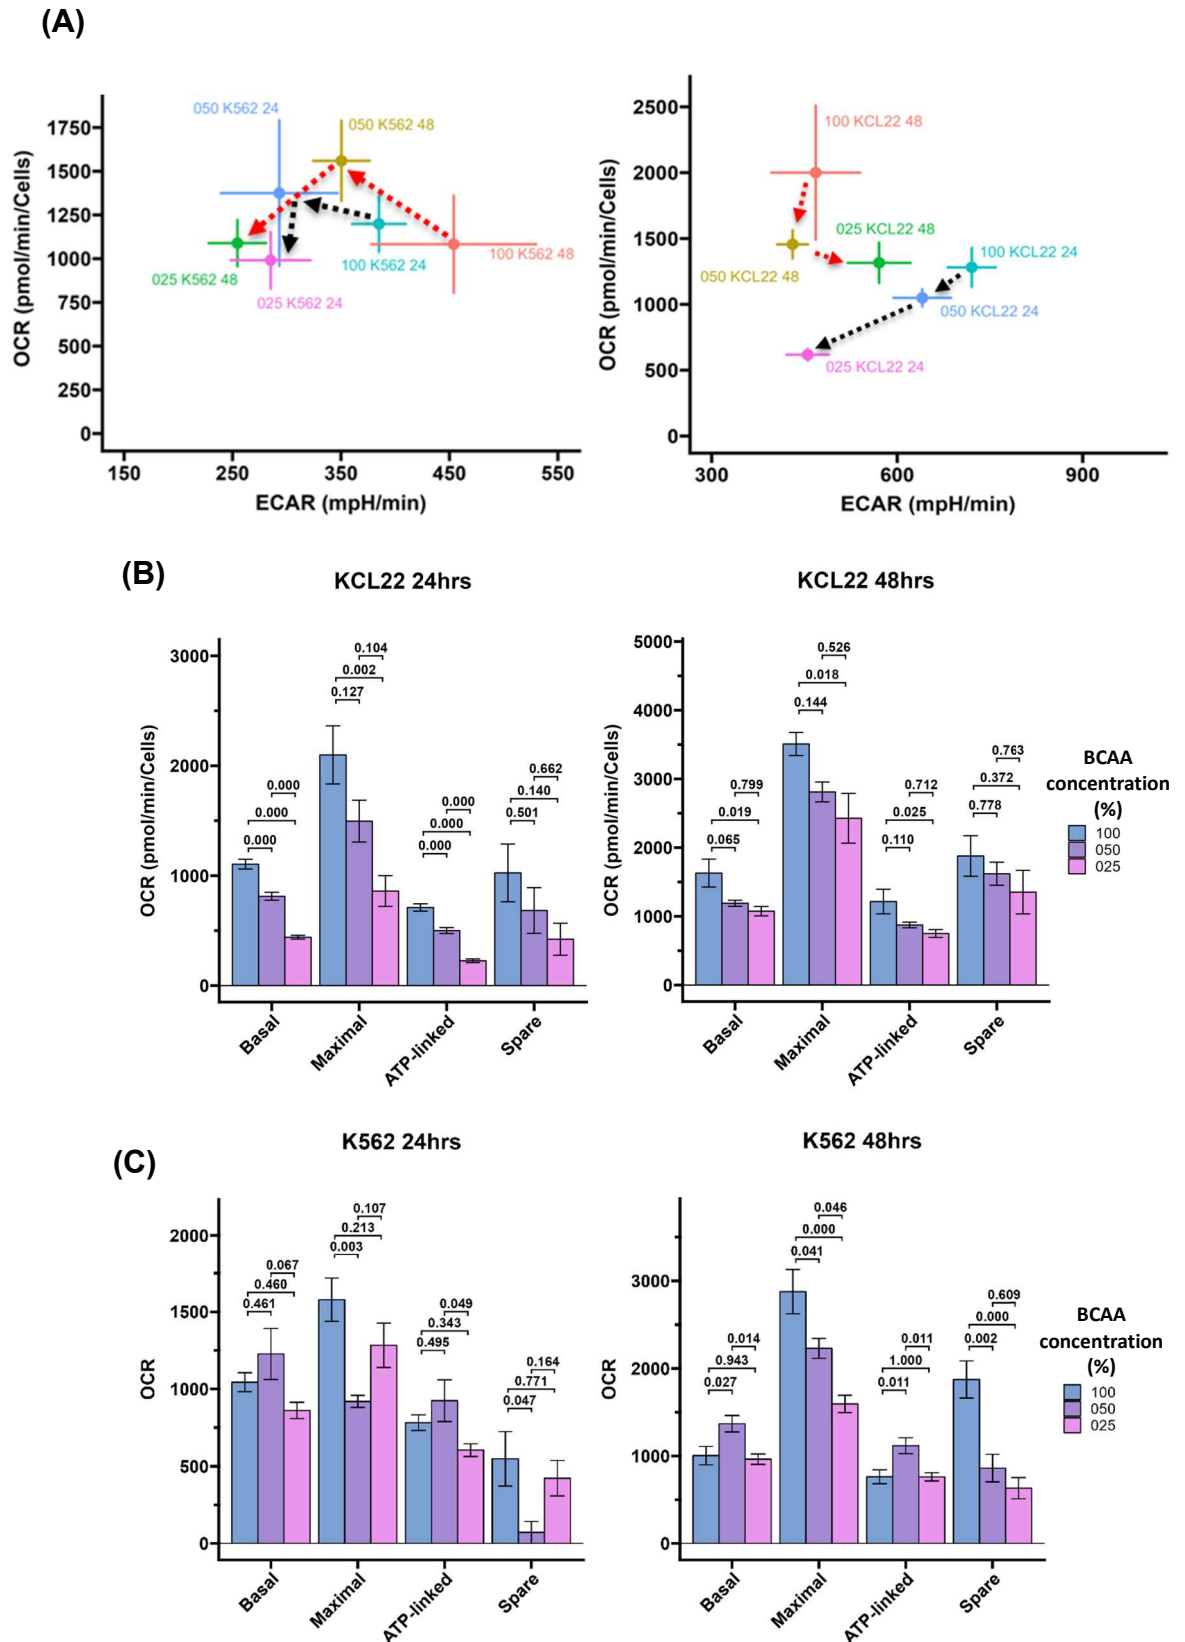 (A)
050 K562 24
050 K562 48
100 K562 48
100 K562 24
025 K562 48
025 K562 24
1750
1500
1250
1000
750
500
250
0
OCR (pmol/min/Cells)
150 250 350 450 550
ECAR (mpH/min)
100 KCL22 48
025 KCL22 48
100 KCL22 24
050 KCL22 48
050 KCL22 24
025 KCL22 24
2500
2000
1500
1000
500
0
OCR (pmol/min/Cells)
300 600 900
ECAR (mpH/min)
(B)
KCL22 24hrs
3000
2000
1000
0
OCR (pmol/min/Cells)
0.000
0.000
0.000
0.104
0.002
0.127
0.000
0.000
0.000
0.662
0.140
0.501
Basal
Maximal
ATP-linked
Spare
KCL22 48hrs
5000
4000
3000
2000
1000
0
OCR (pmol/min/Cells)
0.799
0.019
0.065
0.526
0.018
0.144
0.712
0.025
0.110
0.763
0.372
0.778
Basal
Maximal
ATP-linked
Spare
BCAA
concentration
(%)
100
050
025
(C)
K562 24hrs
2000
1500
1000
500
0
OCR
0.067
0.460
0.461
0.107
0.213
0.003
0.049
0.343
0.495
0.164
0.771
0.047
Basal
Maximal
ATP-linked
Spare
K562 48hrs
3000
2000
1000
0
OCR
0.014
0.943
0.027
0.046
0.000
0.041
0.011
1.000
0.011
0.609
0.000
0.002
Basal
Maximal
ATP-linked
Spare
BCAA
concentration
(%)
100
050
025